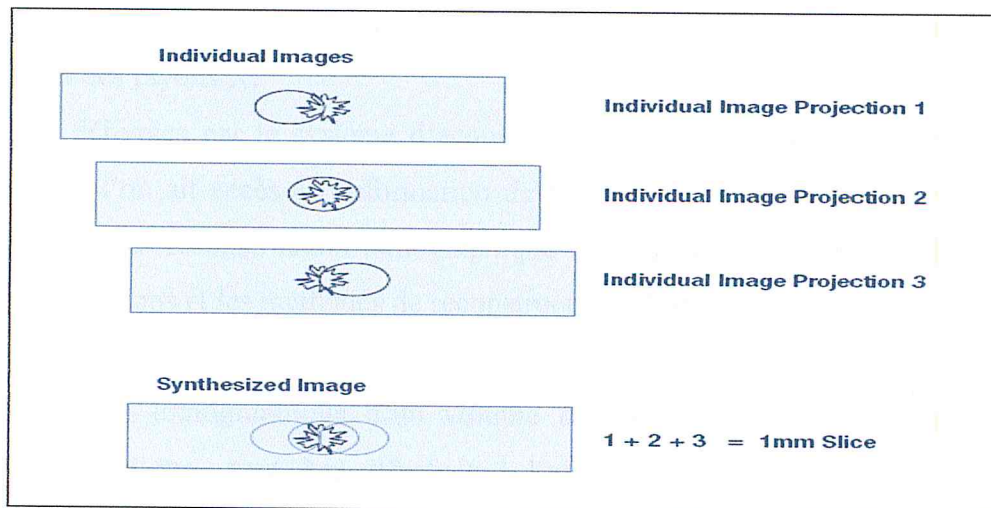 Individual Images
Individual Image Projection 1
Individual Image Projection 2
Individual Image Projection 3
Synthesized Image
1 + 2 + 3 = 1mm Slice